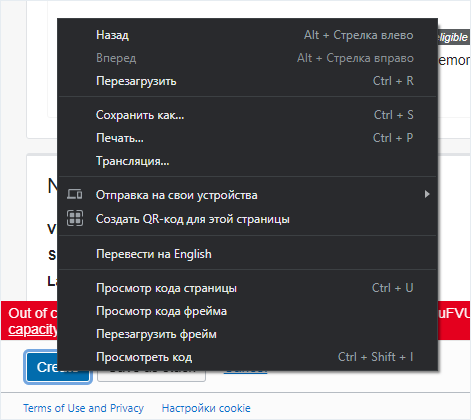 Назад Alt + Стрелка влево
eligible
Вперед Alt + Стрелка вправо
Перезагрузить Ctrl + R
Сохранить как... Ctrl + S
Печать... Ctrl + P
Трансляция...
Отправка на свои устройства
Создать QR-код для этой страницы
Перевести на English
Просмотр кода страницы Ctrl + U
Out of c
uFVU
Просмотр кода фрейма
capacity
Перезагрузить фрейм
Просмотреть код Ctrl + Shift + I
Create
Terms of Use and Privacy Настройки cookie